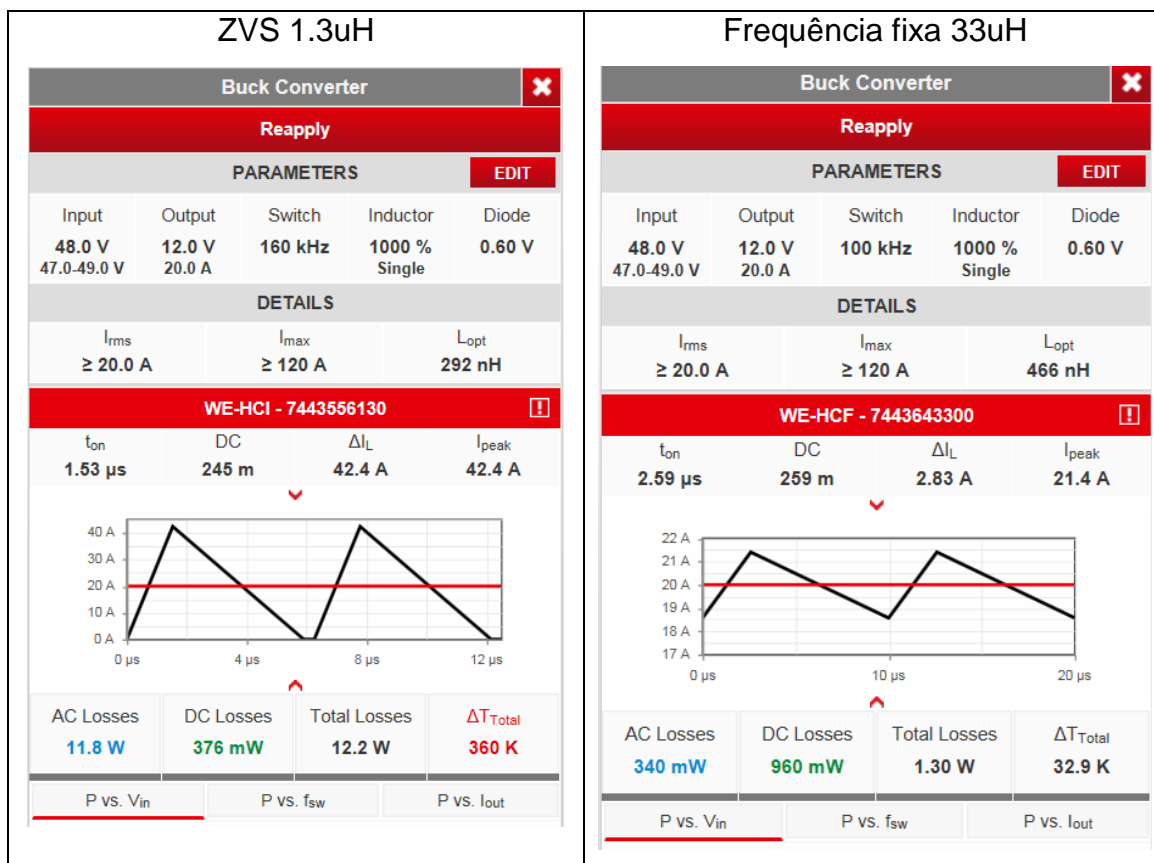 ZVS 1.3uH
Buck Converter
Reapply
PARAMETERS EDIT
Input Output Switch Inductor Diode
48.0 V 12.0 V 160 kHz 1000 % 0.60 V
47.0-49.0 V 20.0 A Single
DETAILS
Irms Imax Lopt
≥ 20.0 A ≥ 120 A 292 nH
WE-HCI - 7443556130
ton DC ΔIL Ipeak
1.53 µs 245 m 42.4 A 42.4 A
40 A
30 A
20 A
10 A
0 A
0 µs 4 µs 8 µs 12 µs
AC Losses DC Losses Total Losses ΔTTotal
11.8 W 376 mW 12.2 W 360 K
P vs. Vin P vs. fsw P vs. Iout
Frequência fixa 33uH
Buck Converter
Reapply
PARAMETERS EDIT
Input Output Switch Inductor Diode
48.0 V 12.0 V 100 kHz 1000 % 0.60 V
47.0-49.0 V 20.0 A Single
DETAILS
Irms Imax Lopt
≥ 20.0 A ≥ 120 A 466 nH
WE-HCF - 7443643300
ton DC ΔIL Ipeak
2.59 µs 259 m 2.83 A 21.4 A
22 A
21 A
20 A
19 A
18 A
17 A
0 µs 10 µs 20 µs
AC Losses DC Losses Total Losses ΔTTotal
340 mW 960 mW 1.30 W 32.9 K
P vs. Vin P vs. fsw P vs. Iout